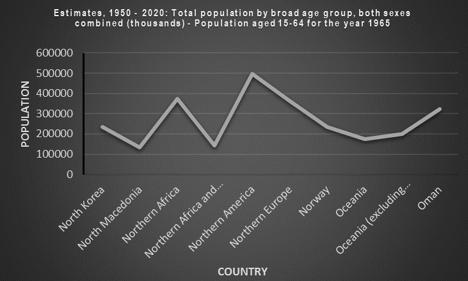 Estimates, 1950 - 2020: Total population by broad age group, both sexes
combined (thousands) - Population aged 15-64 for the year 1965
600000
500000
400000
300000
200000
100000
0
POPULATION
North Korea
North Macedonia
Northern Africa
Northern Africa and...
Northern America
Northern Europe
Norway
Oceania
Oceania (excluding...
Oman
COUNTRY